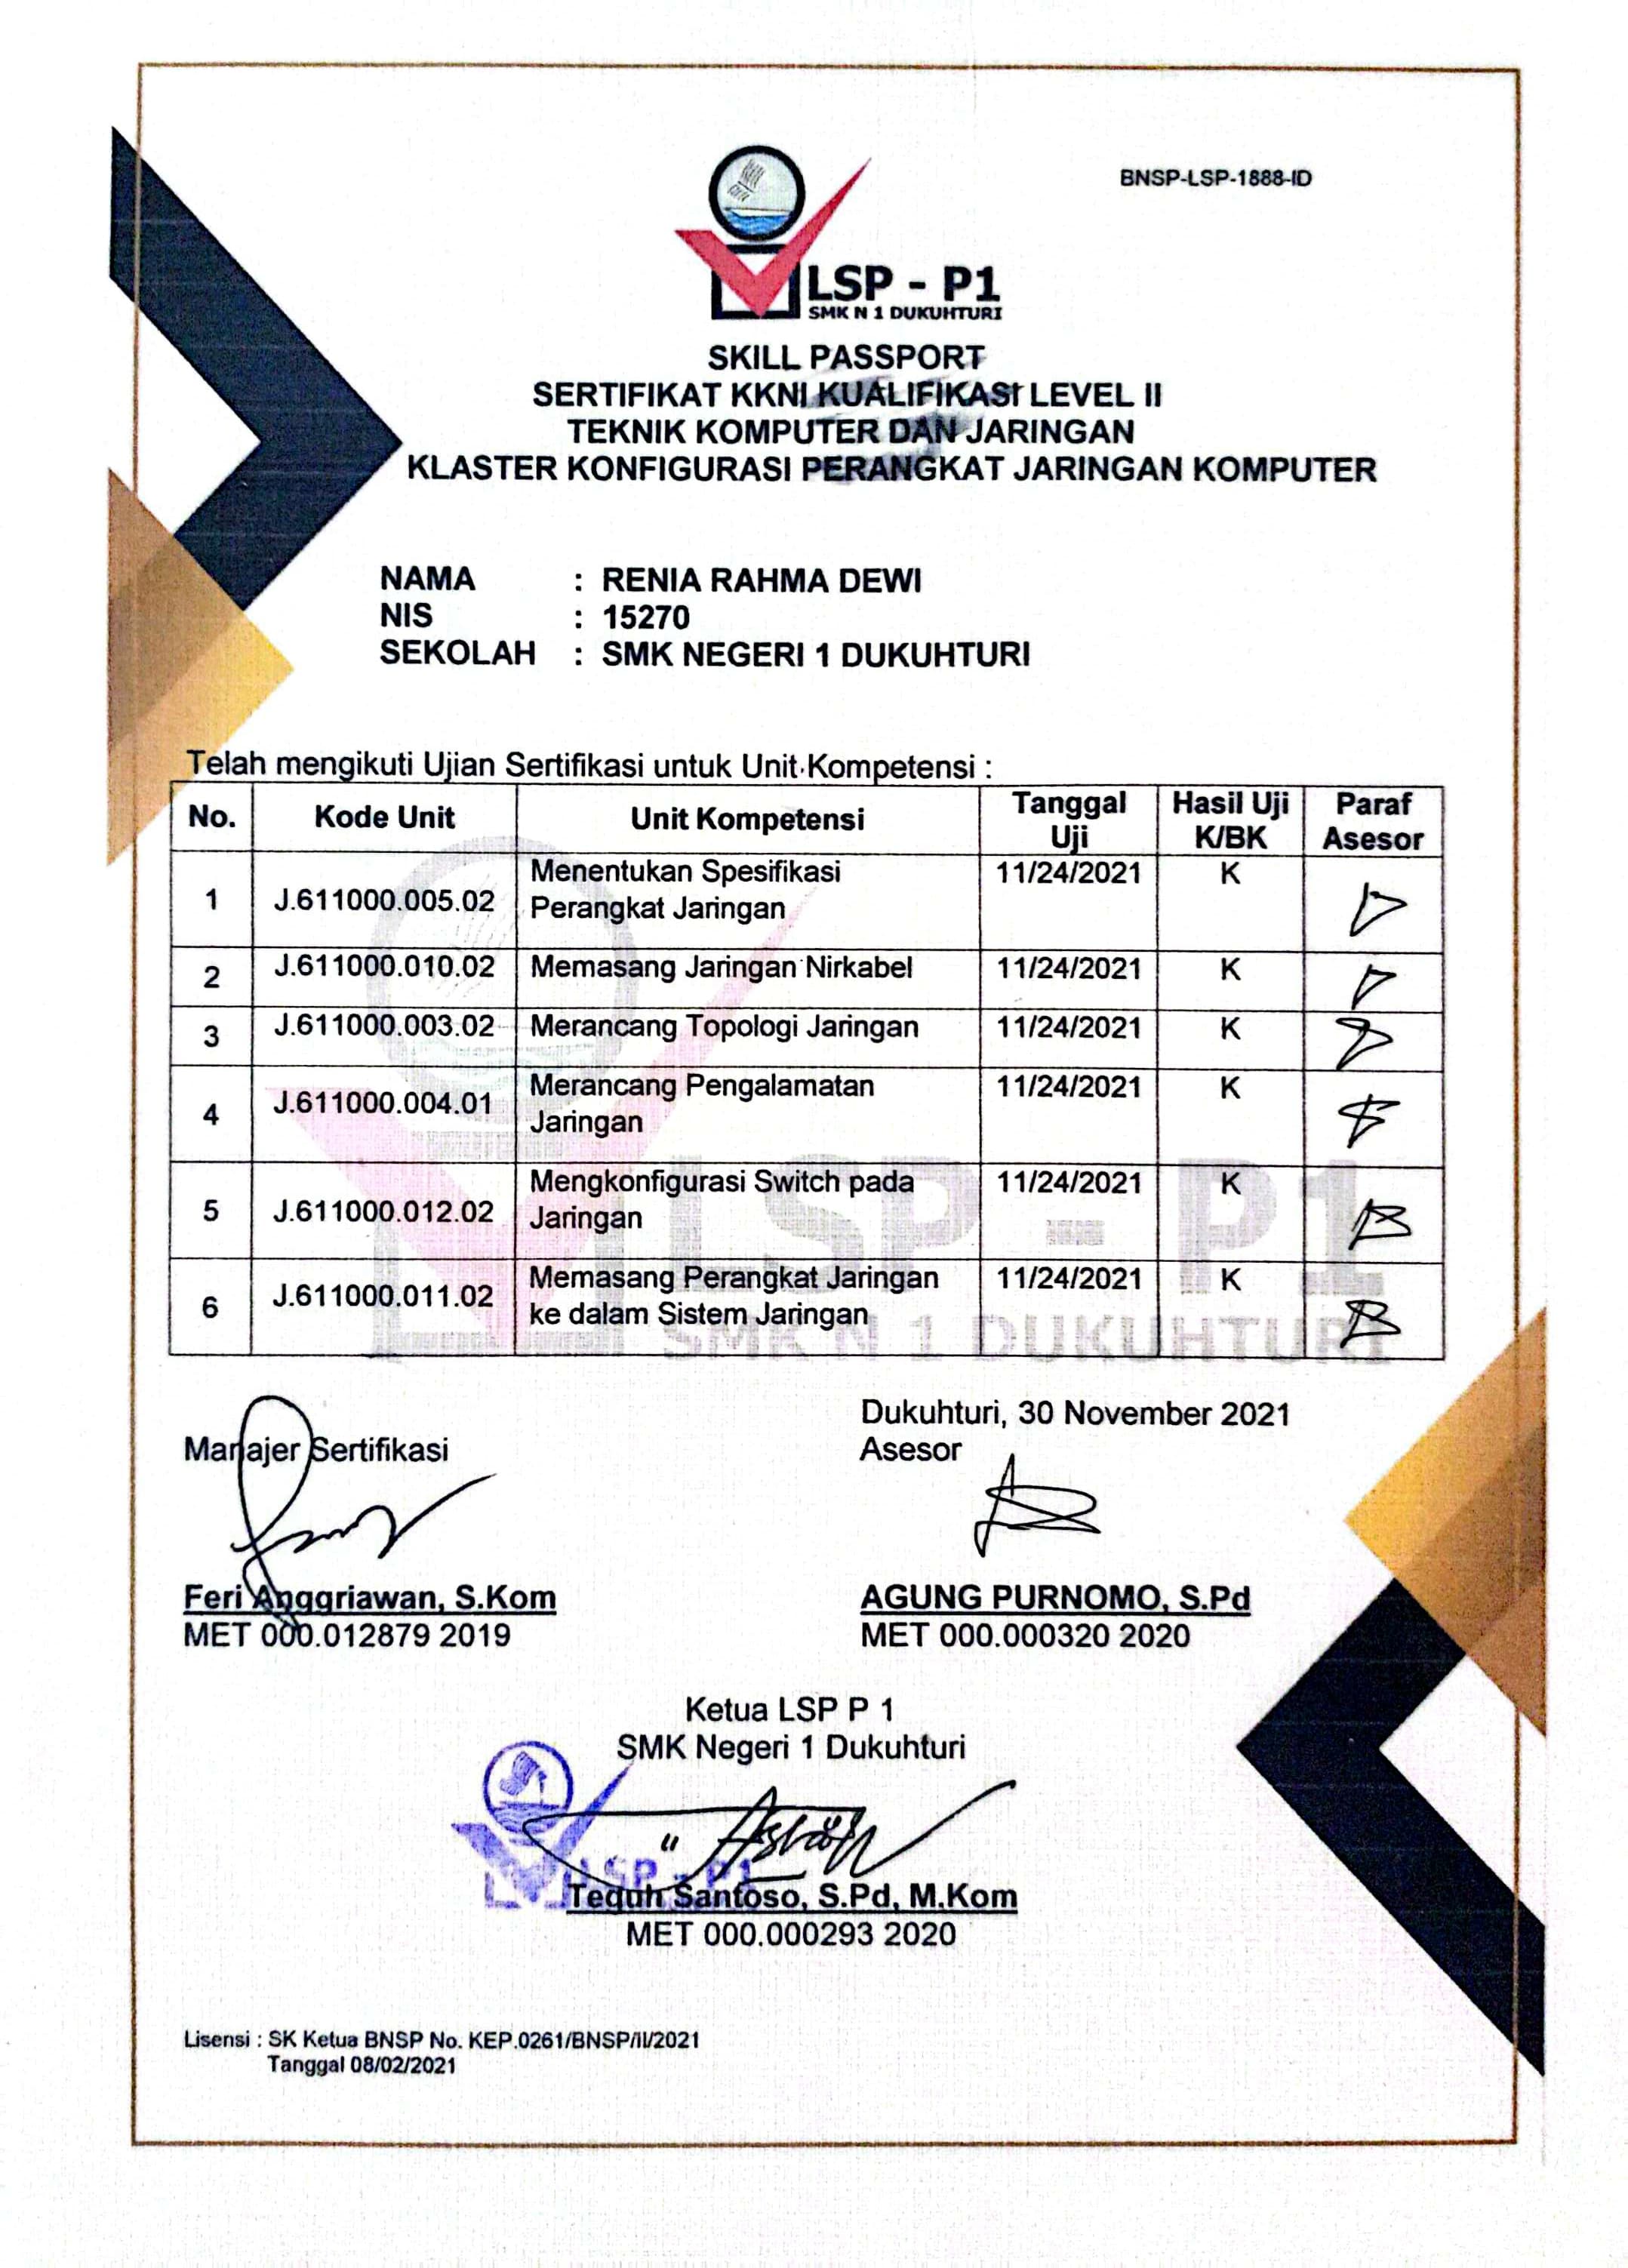 BNSP-LSP-1888-ID
LSP - P1
SMK N 1 DUKUHTURI
SKILL PASSPORT
SERTIFIKAT KKNI KUALIFIKASI LEVEL II
TEKNIK KOMPUTER DAN JARINGAN
KLASTER KONFIGURASI PERANGKAT JARINGAN KOMPUTER
NAMA : RENIA RAHMA DEWI
NIS : 15270
SEKOLAH : SMK NEGERI 1 DUKUHTURI
Telah mengikuti Ujian Sertifikasi untuk Unit Kompetensi :
No. Kode Unit Unit Kompetensi Tanggal Uji Hasil Uji K/BK Paraf Asesor
1 J.611000.005.02 Menentukan Spesifikasi Perangkat Jaringan 11/24/2021 K
2 J.611000.010.02 Memasang Jaringan Nirkabel 11/24/2021 K
3 J.611000.003.02 Merancang Topologi Jaringan 11/24/2021 K
4 J.611000.004.01 Merancang Pengalamatan Jaringan 11/24/2021 K
5 J.611000.012.02 Mengkonfigurasi Switch pada Jaringan 11/24/2021 K
6 J.611000.011.02 Memasang Perangkat Jaringan ke dalam Sistem Jaringan 11/24/2021 K
LSP - P1
SMK N 1 DUKUHTURI
Dukuhturi, 30 November 2021
Manajer Sertifikasi
Asesor
Feri Anggriawan, S.Kom
MET 000.012879 2019
AGUNG PURNOMO, S.Pd
MET 000.000320 2020
Ketua LSP P 1
SMK Negeri 1 Dukuhturi
LSP - P1
Teguh Santoso, S.Pd, M.Kom
MET 000.000293 2020
Lisensi : SK Ketua BNSP No. KEP.0261/BNSP/II/2021
Tanggal 08/02/2021